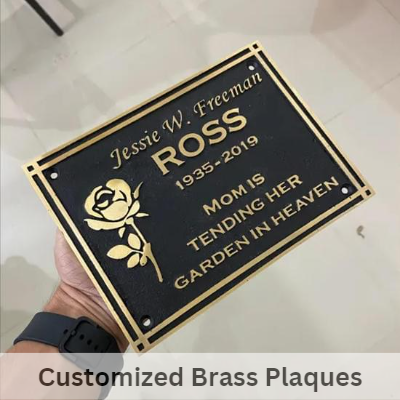 Jessie W. Freeman
ROSS
1935-2019
MOM IS
TENDING HER
GARDEN IN HEAVEN
Customized Brass Plaques